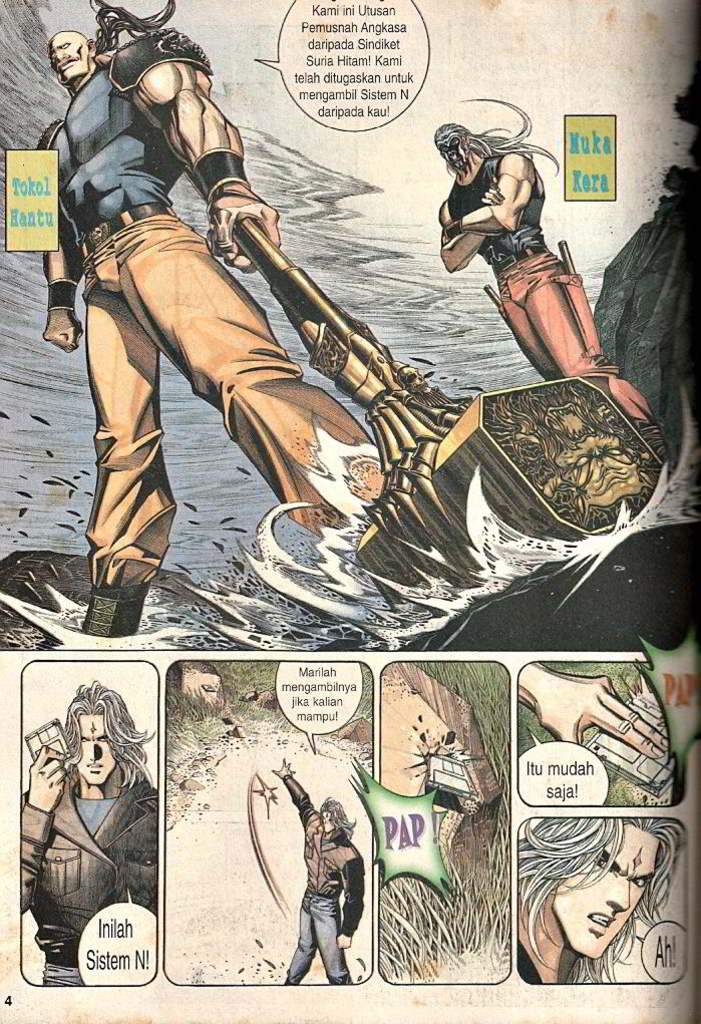 Kami ini Utusan
Pemusnah Angkasa
daripada Sindiket
Suria Hitam! Kami
telah ditugaskan untuk
mengambil Sistem N
daripada kau!
Muka
Kera
Tokol
Hantu
Inilah
Sistem N!
Marilah
mengambilnya
jika kalian
mampu!
PAP!
PAP
Itu mudah
saja!
Ah!
4